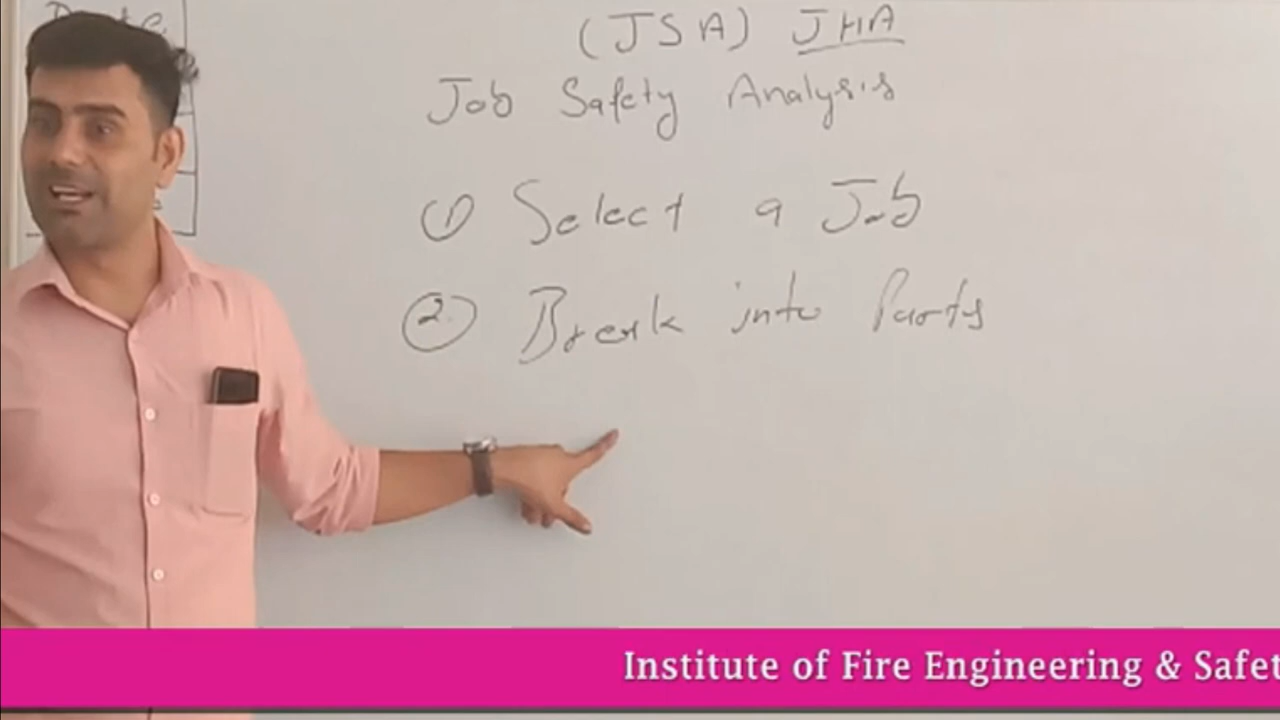 (JSA) JHA
Job Safety Analysis
① Select a Job
② Break into Parts
Institute of Fire Engineering & Safet